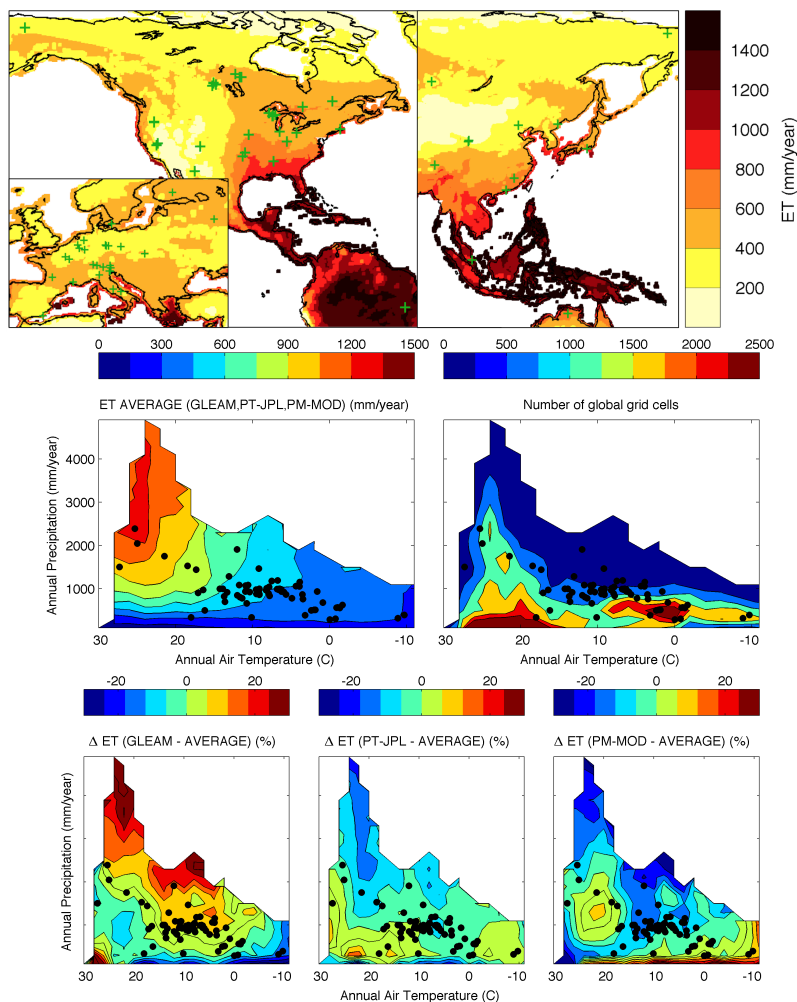 1400
1200
1000
800
600
400
200
ET (mm/year)
0 300 600 900 1200 1500
0 500 1000 1500 2000 2500
ET AVERAGE (GLEAM,PT-JPL,PM-MOD) (mm/year)
Number of global grid cells
Annual Precipitation (mm/year)
4000
3000
2000
1000
30 20 10 0 -10
30 20 10 0 -10
Annual Air Temperature (C)
Annual Air Temperature (C)
-20 0 20
-20 0 20
-20 0 20
Δ ET (GLEAM - AVERAGE) (%)
Δ ET (PT-JPL - AVERAGE) (%)
Δ ET (PM-MOD - AVERAGE) (%)
Annual Precipitation (mm/year)
30 20 10 0 -10
30 20 10 0 -10
30 20 10 0 -10
Annual Air Temperature (C)